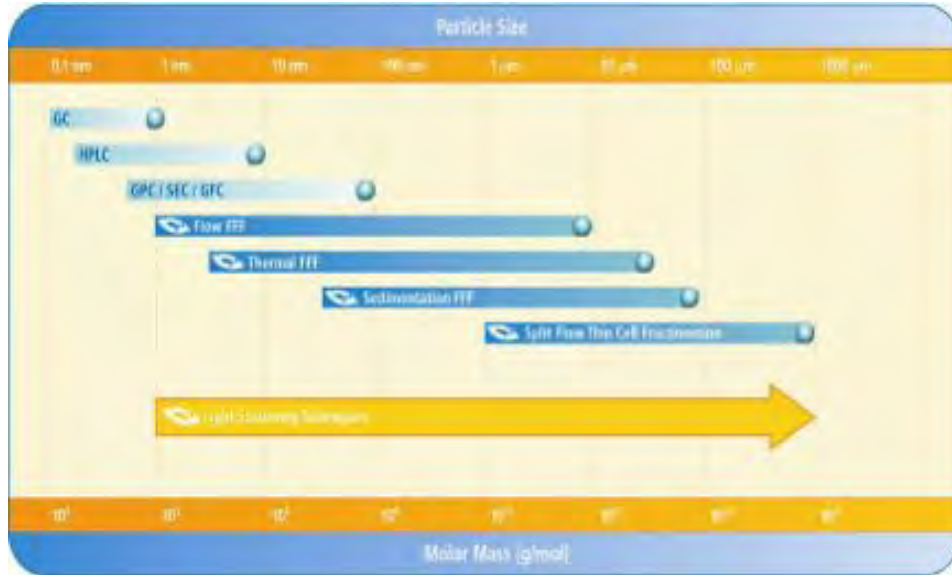 Particle Size
0.1 nm 1 nm 10 nm 100 nm 1 μm 10 μm 100 μm 1000 μm
GC
HPLC
GPC / SEC / GFC
Flow FFF
Thermal FFF
Sedimentation FFF
Split Flow Thin Cell Fractionation
Light Scattering Techniques
Molar Mass [g/mol]